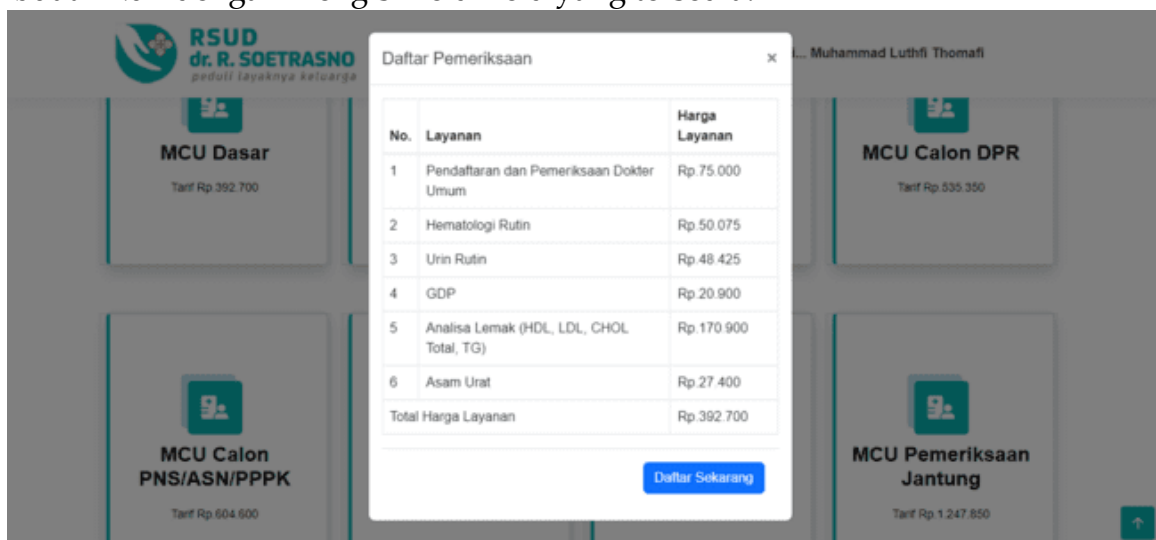 RSUD
dr. R. SOETRASNO
peduli layaknya keluarga
Muhammad Luthfi Thomafi
Daftar Pemeriksaan
×
No. Layanan Harga Layanan
1 Pendaftaran dan Pemeriksaan Dokter Umum Rp.75.000
2 Hematologi Rutin Rp.50.075
3 Urin Rutin Rp.48.425
4 GDP Rp.20.900
5 Analisa Lemak (HDL, LDL, CHOL Total, TG) Rp.170.900
6 Asam Urat Rp.27.400
Total Harga Layanan Rp.392.700
Daftar Sekarang
MCU Dasar
Tarif Rp.392.700
MCU Calon DPR
Tarif Rp.535.350
MCU Calon
PNS/ASN/PPPK
Tarif Rp.604.600
MCU Pemeriksaan
Jantung
Tarif Rp.1.247.850